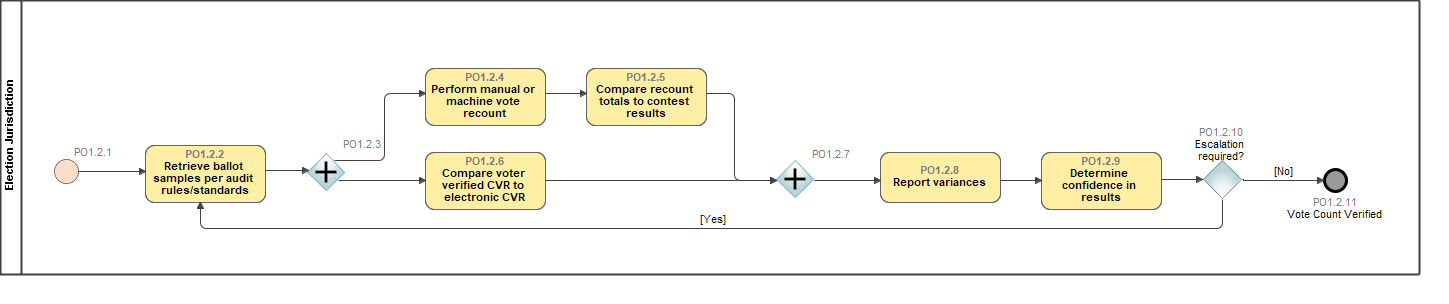 Election Jurisdiction
PO1.2.1
PO1.2.2
Retrieve ballot
samples per audit
rules/standards
PO1.2.3
PO1.2.4
Perform manual or
machine vote
recount
PO1.2.5
Compare recount
totals to contest
results
PO1.2.6
Compare voter
verified CVR to
electronic CVR
PO1.2.7
PO1.2.8
Report variances
PO1.2.9
Determine
confidence in
results
PO1.2.10
Escalation
required?
[No]
PO1.2.11
Vote Count Verified
[Yes]